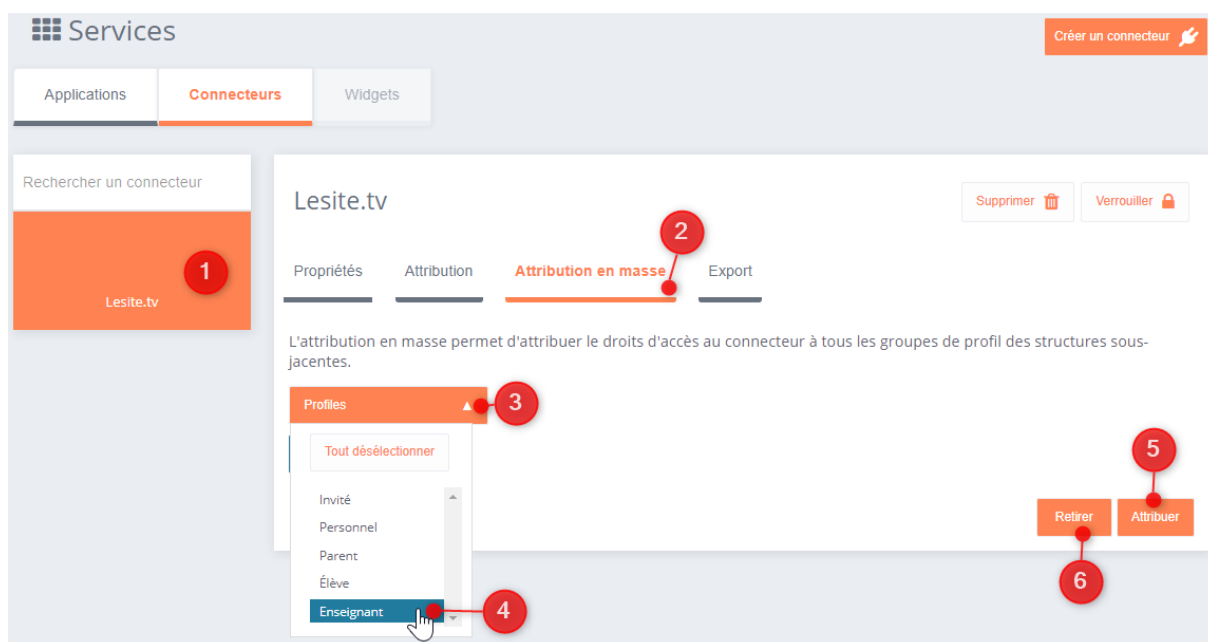 Services
Créer un connecteur
Applications
Connecteurs
Widgets
Rechercher un connecteur
Lesite.tv
Supprimer
Verrouiller
2
1
Propriétés
Attribution
Attribution en masse
Export
Lesite.tv
L'attribution en masse permet d'attribuer le droits d'accès au connecteur à tous les groupes de profil des structures sous-
jacentes.
Profiles
3
Tout désélectionner
5
Invité
Retirer
Attribuer
Personnel
Parent
Élève
6
Enseignant
4